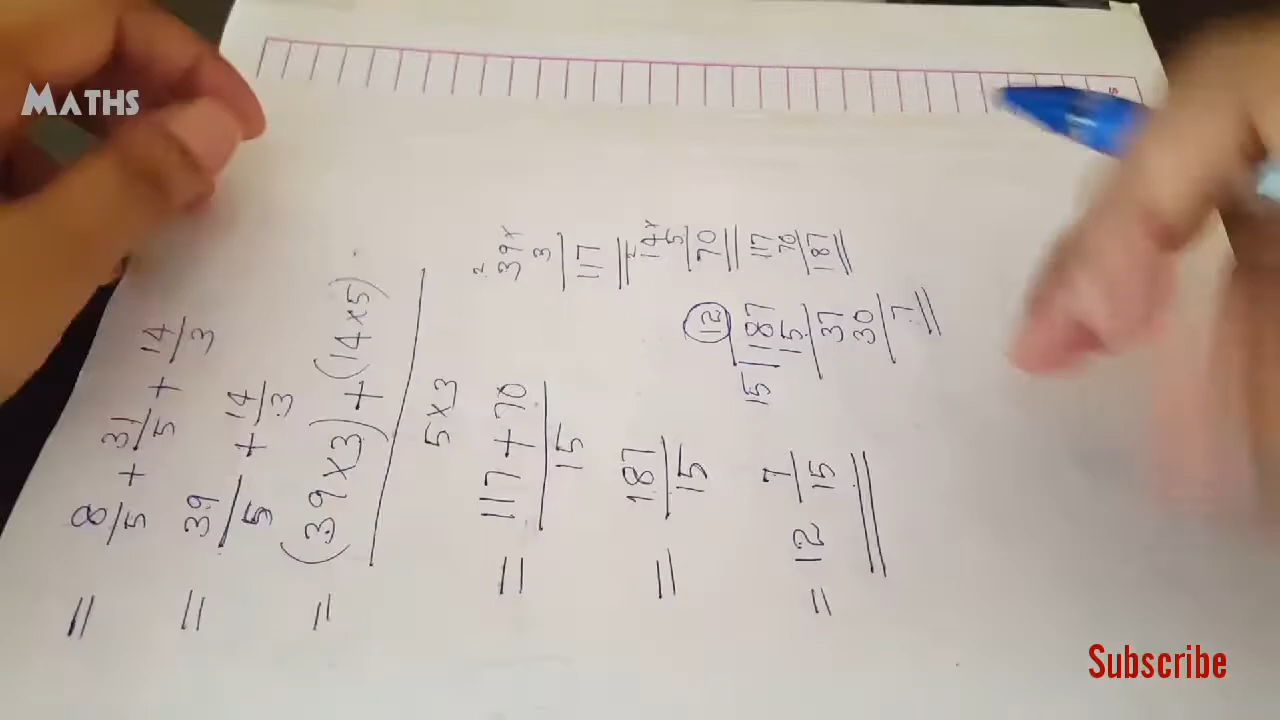 MATHS
= 8/5 + 31/5 + 14/3
= 39/5 + 14/3
= (39 x 3) + (14 x 5)
5 x 3
= 117 + 70
15
= 187/15
= 12 7/15
2
39 x
3
117
2
14 x
5
70
117
70
187
12
15 | 187
15
37
30
7
Subscribe